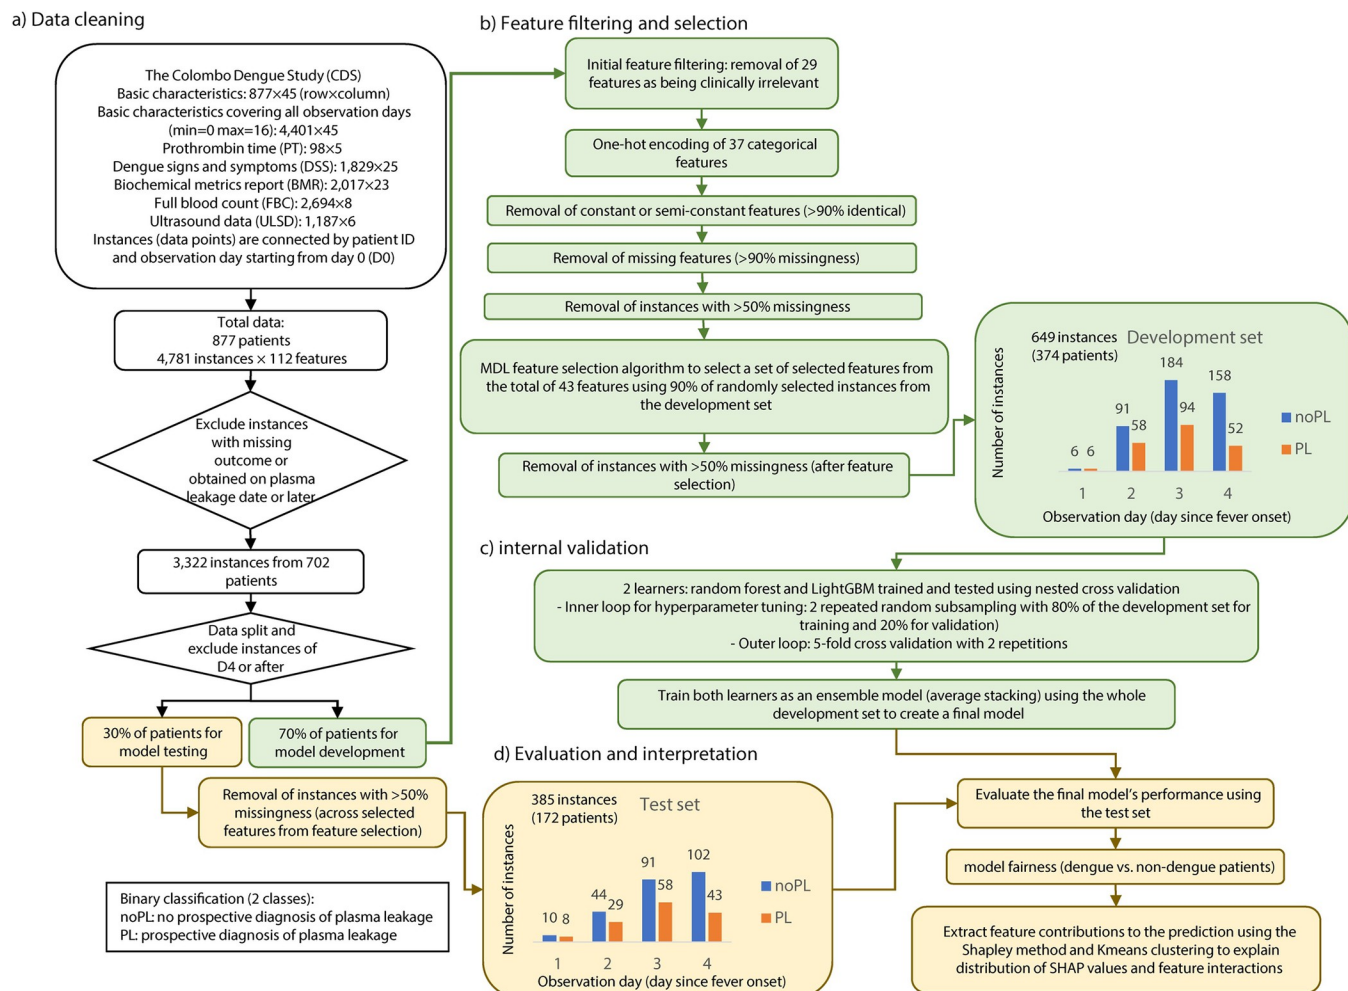 a) Data cleaning
The Colombo Dengue Study (CDS)
Basic characteristics: 877×45 (row×column)
Basic characteristics covering all observation days
(min=0 max=16): 4,401×45
Prothrombin time (PT): 98×5
Dengue signs and symptoms (DSS): 1,829×25
Biochemical metrics report (BMR): 2,017×23
Full blood count (FBC): 2,694×8
Ultrasound data (ULSD): 1,187×6
Instances (data points) are connected by patient ID
and observation day starting from day 0 (D0)
Total data:
877 patients
4,781 instances × 112 features
Exclude instances
with missing
outcome or
obtained on plasma
leakage date or later
3,322 instances from 702
patients
Data split and
exclude instances of
D4 or after
30% of patients for
model testing
70% of patients for
model development
Removal of instances with >50%
missingness (across selected
features from feature selection)
Binary classification (2 classes):
noPL: no prospective diagnosis of plasma leakage
PL: prospective diagnosis of plasma leakage
b) Feature filtering and selection
Initial feature filtering: removal of 29
features as being clinically irrelevant
One-hot encoding of 37 categorical
features
Removal of constant or semi-constant features (>90% identical)
Removal of missing features (>90% missingness)
Removal of instances with >50% missingness
MDL feature selection algorithm to select a set of selected features from
the total of 43 features using 90% of randomly selected instances from
the development set
Removal of instances with >50% missingness (after feature
selection)
649 instances
(374 patients)
Development set
Number of instances
6 6
91 58
184 94
158 52
noPL
PL
1 2 3 4
Observation day (day since fever onset)
c) internal validation
2 learners: random forest and LightGBM trained and tested using nested cross validation
- Inner loop for hyperparameter tuning: 2 repeated random subsampling with 80% of the development set for
training and 20% for validation)
- Outer loop: 5-fold cross validation with 2 repetitions
Train both learners as an ensemble model (average stacking) using the whole
development set to create a final model
d) Evaluation and interpretation
385 instances
(172 patients)
Test set
Number of instances
10 8
44 29
91 58
102 43
noPL
PL
1 2 3 4
Observation day (day since fever onset)
Evaluate the final model's performance using
the test set
model fairness (dengue vs. non-dengue patients)
Extract feature contributions to the prediction using the
Shapley method and Kmeans clustering to explain
distribution of SHAP values and feature interactions